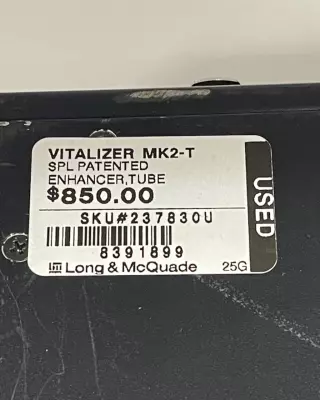 VITALIZER MK2-T
SPL PATENTED
ENHANCER,TUBE
$850.00
SKU#237830U
8391899
Long & McQuade 25G
USED